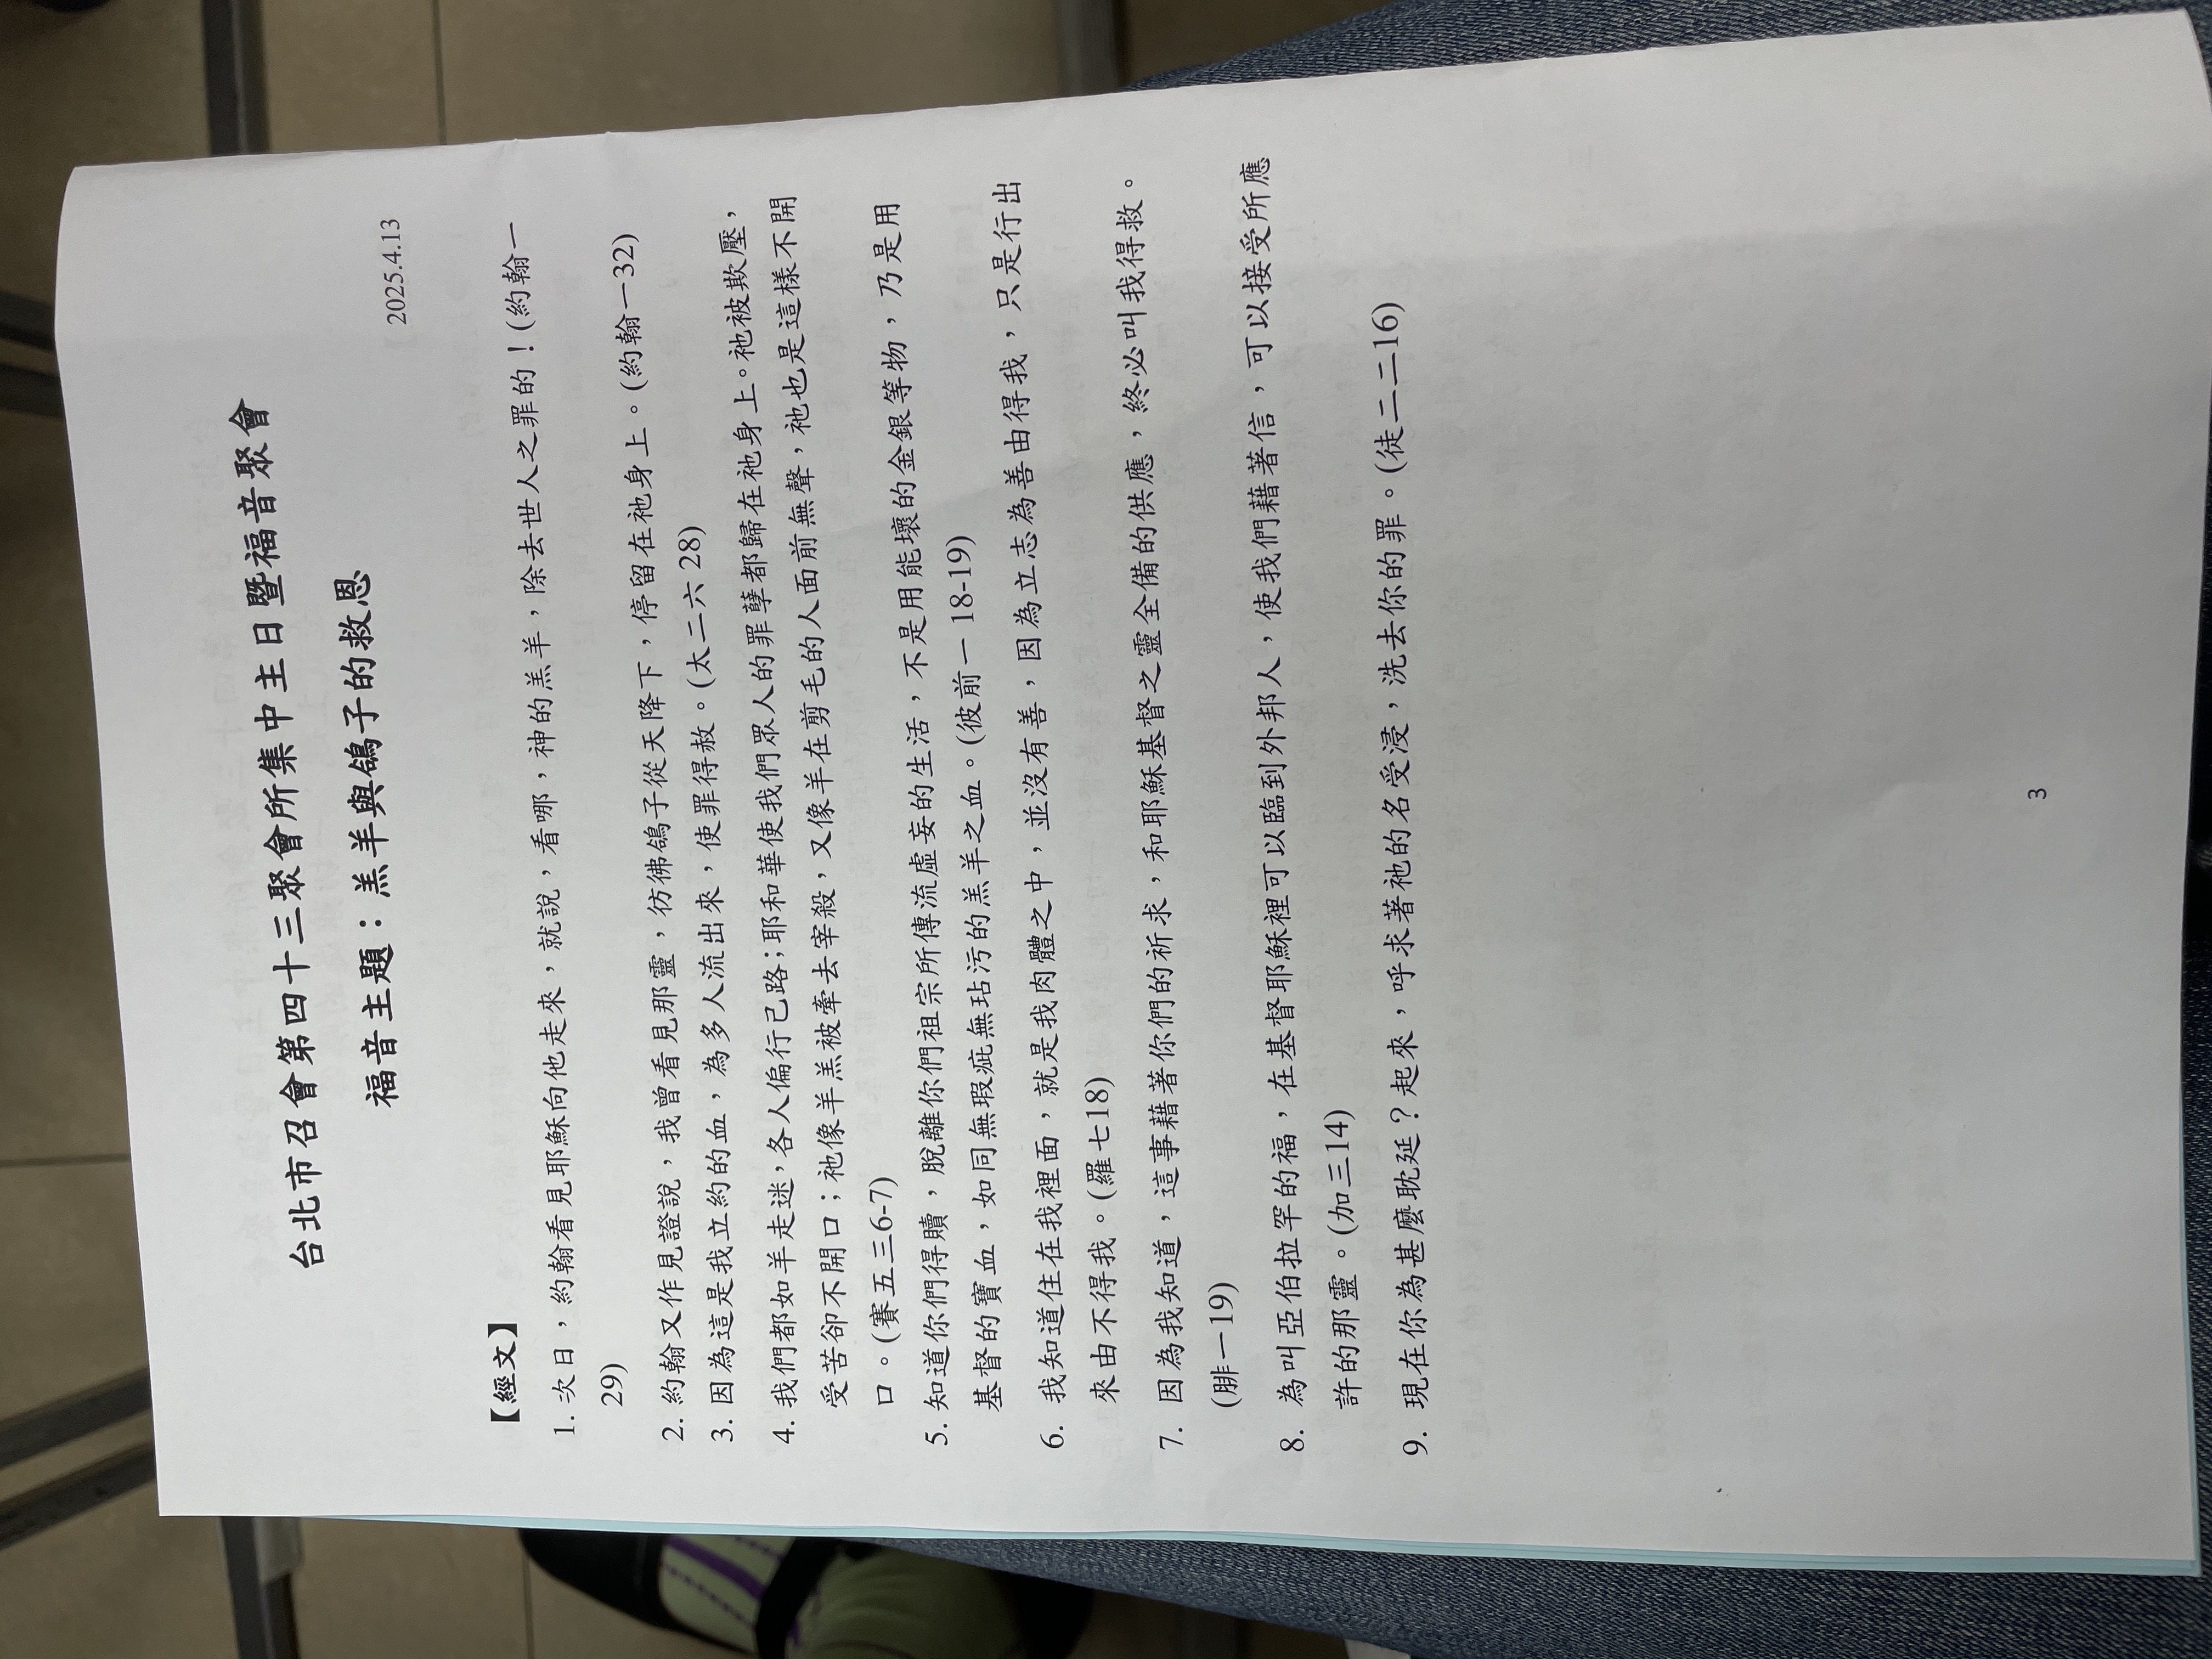 台北市召會第四十三聚會所集中主日暨福音聚會
福音主題：羔羊與鴿子的救恩
2025.4.13
【經文】
1. 次日，約翰看見耶穌向他走來，就說，看哪，神的羔羊，除去世人之罪的！(約翰一
29)
2. 約翰又作見證說，我曾看見那靈，彷彿鴿子從天降下，停留在祂身上。(約翰一32)
3. 因為這是我立約的血，為多人流出來，使罪得赦。(太二六 28)
4. 我們都如羊走迷，各人偏行己路；耶和華使我們眾人的罪孽都歸在祂身上。祂被欺壓，
受苦卻不開口；祂像羊羔被牽去宰殺，又像羊在剪毛的人面前無聲，祂也是這樣不開
口。(賽五三6-7)
5. 知道你們得贖，脫離你們祖宗所傳流虛妄的生活，不是用能壞的金銀等物，乃是用
基督的寶血，如同無瑕疵無玷污的羔羊之血。(彼前一 18-19)
6. 我知道住在我裡面，就是我肉體之中，並沒有善，因為立志為善由得我，只是行出
來由不得我。(羅七18)
7. 因為我知道，這事藉著你們的祈求，和耶穌基督之靈全備的供應，終必叫我得救。
(腓一19)
8. 為叫亞伯拉罕的福，在基督耶穌裡可以臨到外邦人，使我們藉著信，可以接受所應
許的那靈。(加三14)
9. 現在你為甚麼耽延？起來，呼求著祂的名受浸，洗去你的罪。(徒二二16)
3